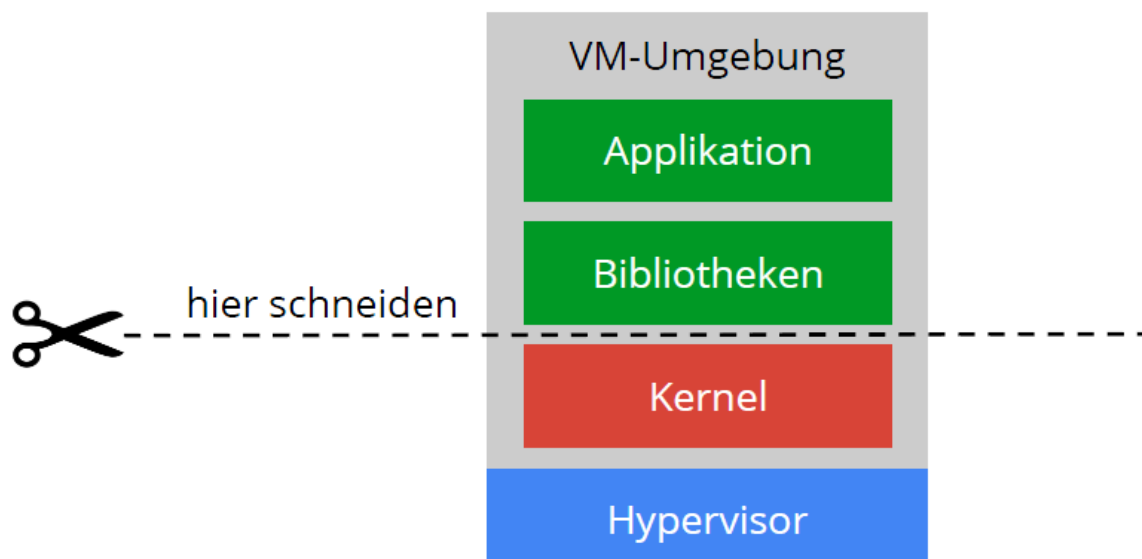 VM-Umgebung
Applikation
Bibliotheken
hier schneiden
Kernel
Hypervisor